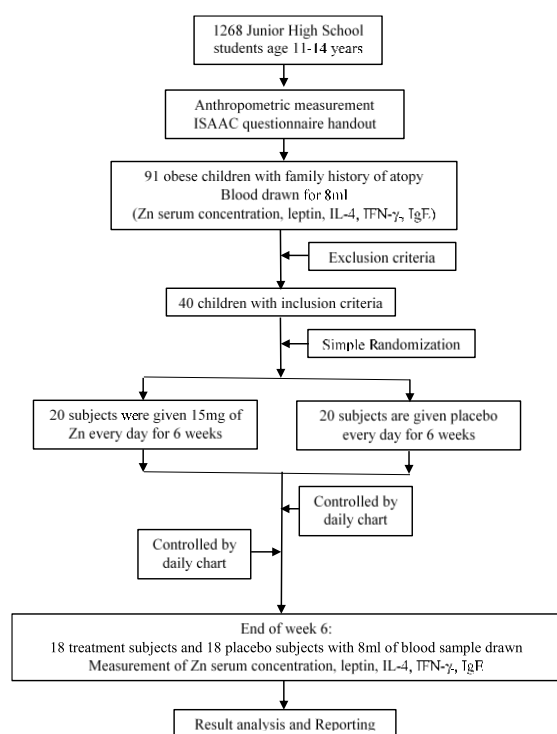 1268 Junior High School
students age 11-14 years
Anthropometric measurement
ISAAC questionnaire handout
91 obese children with family history of atopy
Blood drawn for 8ml
(Zn serum concentration, leptin, IL-4, IFN-γ, IgE)
Exclusion criteria
40 children with inclusion criteria
Simple Randomization
20 subjects were given 15mg of
Zn every day for 6 weeks
20 subjects are given placebo
every day for 6 weeks
Controlled by
daily chart
Controlled by
daily chart
End of week 6:
18 treatment subjects and 18 placebo subjects with 8ml of blood sample drawn
Measurement of Zn serum concentration, leptin, IL-4, IFN-γ, IgE
Result analysis and Reporting